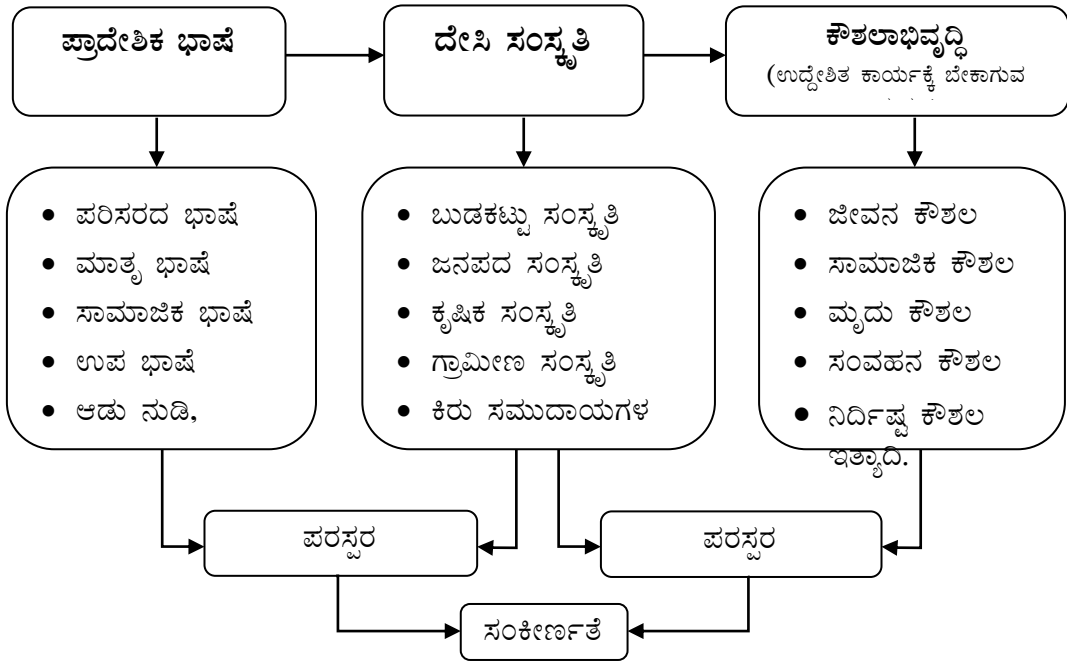 ಪ್ರಾದೇಶಿಕ ಭಾಷೆ
ದೇಸಿ ಸಂಸ್ಕೃತಿ
ಕೌಶಲಾಭಿವೃದ್ಧಿ
(ಉದ್ದೇಶಿತ ಕಾರ್ಯಕ್ಕೆ ಬೇಕಾಗುವ
• ಪರಿಸರದ ಭಾಷೆ
• ಮಾತೃ ಭಾಷೆ
• ಸಾಮಾಜಿಕ ಭಾಷೆ
• ಉಪ ಭಾಷೆ
• ಆಡು ನುಡಿ,
• ಬುಡಕಟ್ಟು ಸಂಸ್ಕೃತಿ
• ಜನಪದ ಸಂಸ್ಕೃತಿ
• ಕೃಷಿಕ ಸಂಸ್ಕೃತಿ
• ಗ್ರಾಮೀಣ ಸಂಸ್ಕೃತಿ
• ಕಿರು ಸಮುದಾಯಗಳ
• ಜೀವನ ಕೌಶಲ
• ಸಾಮಾಜಿಕ ಕೌಶಲ
• ಮೃದು ಕೌಶಲ
• ಸಂವಹನ ಕೌಶಲ
• ನಿರ್ದಿಷ್ಟ ಕೌಶಲ
ಇತ್ಯಾದಿ.
ಪರಸ್ಪರ
ಪರಸ್ಪರ
ಸಂಕೀರ್ಣತೆ